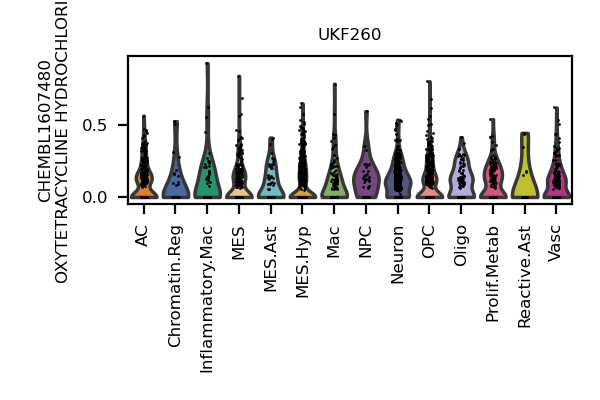 UKF260
CHEMBL1607480
OXYTETRACYCLINE HYDROCHLORI
0.5
0.0
AC
Chromatin.Reg
Inflammatory.Mac
MES
MES.Ast
MES.Hyp
Mac
NPC
Neuron
OPC
Oligo
Prolif.Metab
Reactive.Ast
Vasc